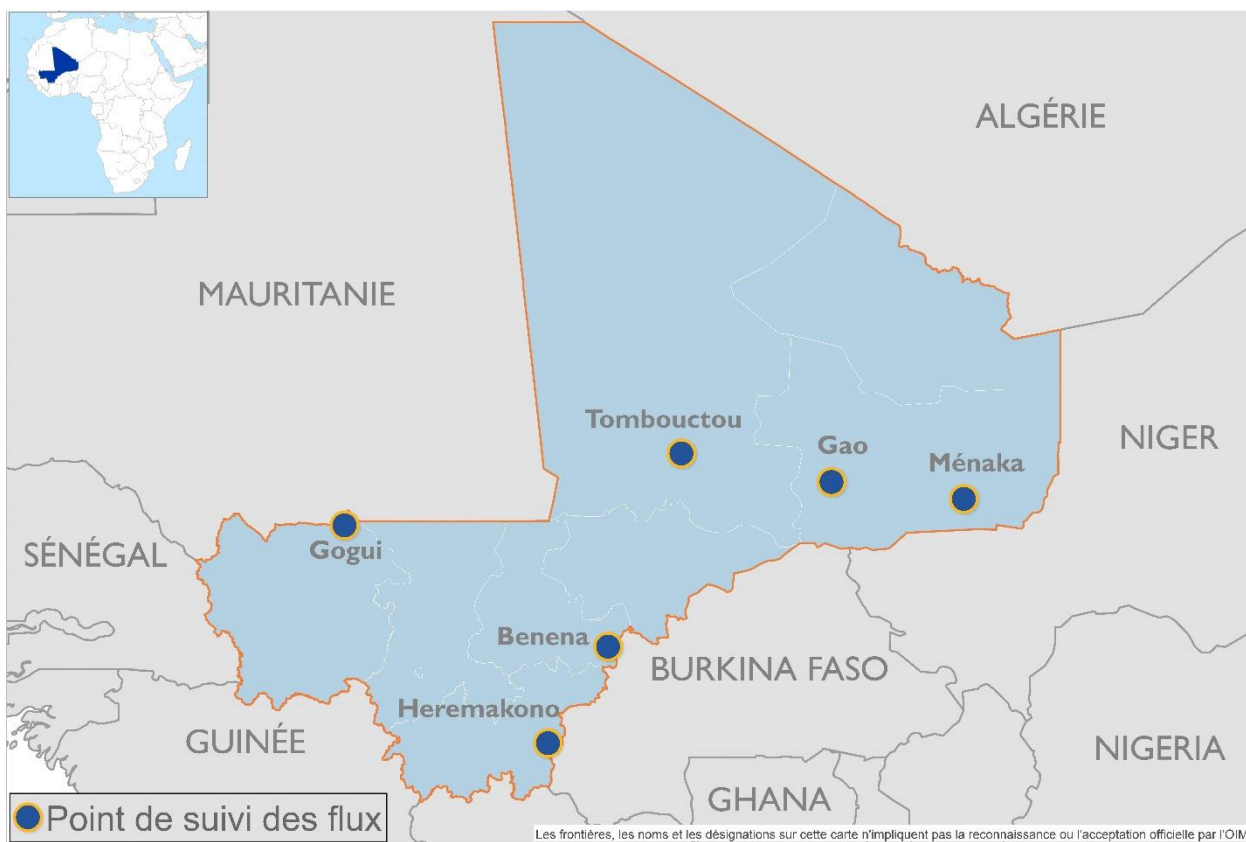 ALGÉRIE
MAURITANIE
Tombouctou
Gao
Ménaka
NIGER
SÉNÉGAL
Gogui
Benena
BURKINA FASO
Heremakono
GUINÉE
NIGERIA
GHANA
Point de suivi des flux
Les frontières, les noms et les désignations sur cette carte n'impliquent pas la reconnaissance ou l'acceptation officielle par l'OIM